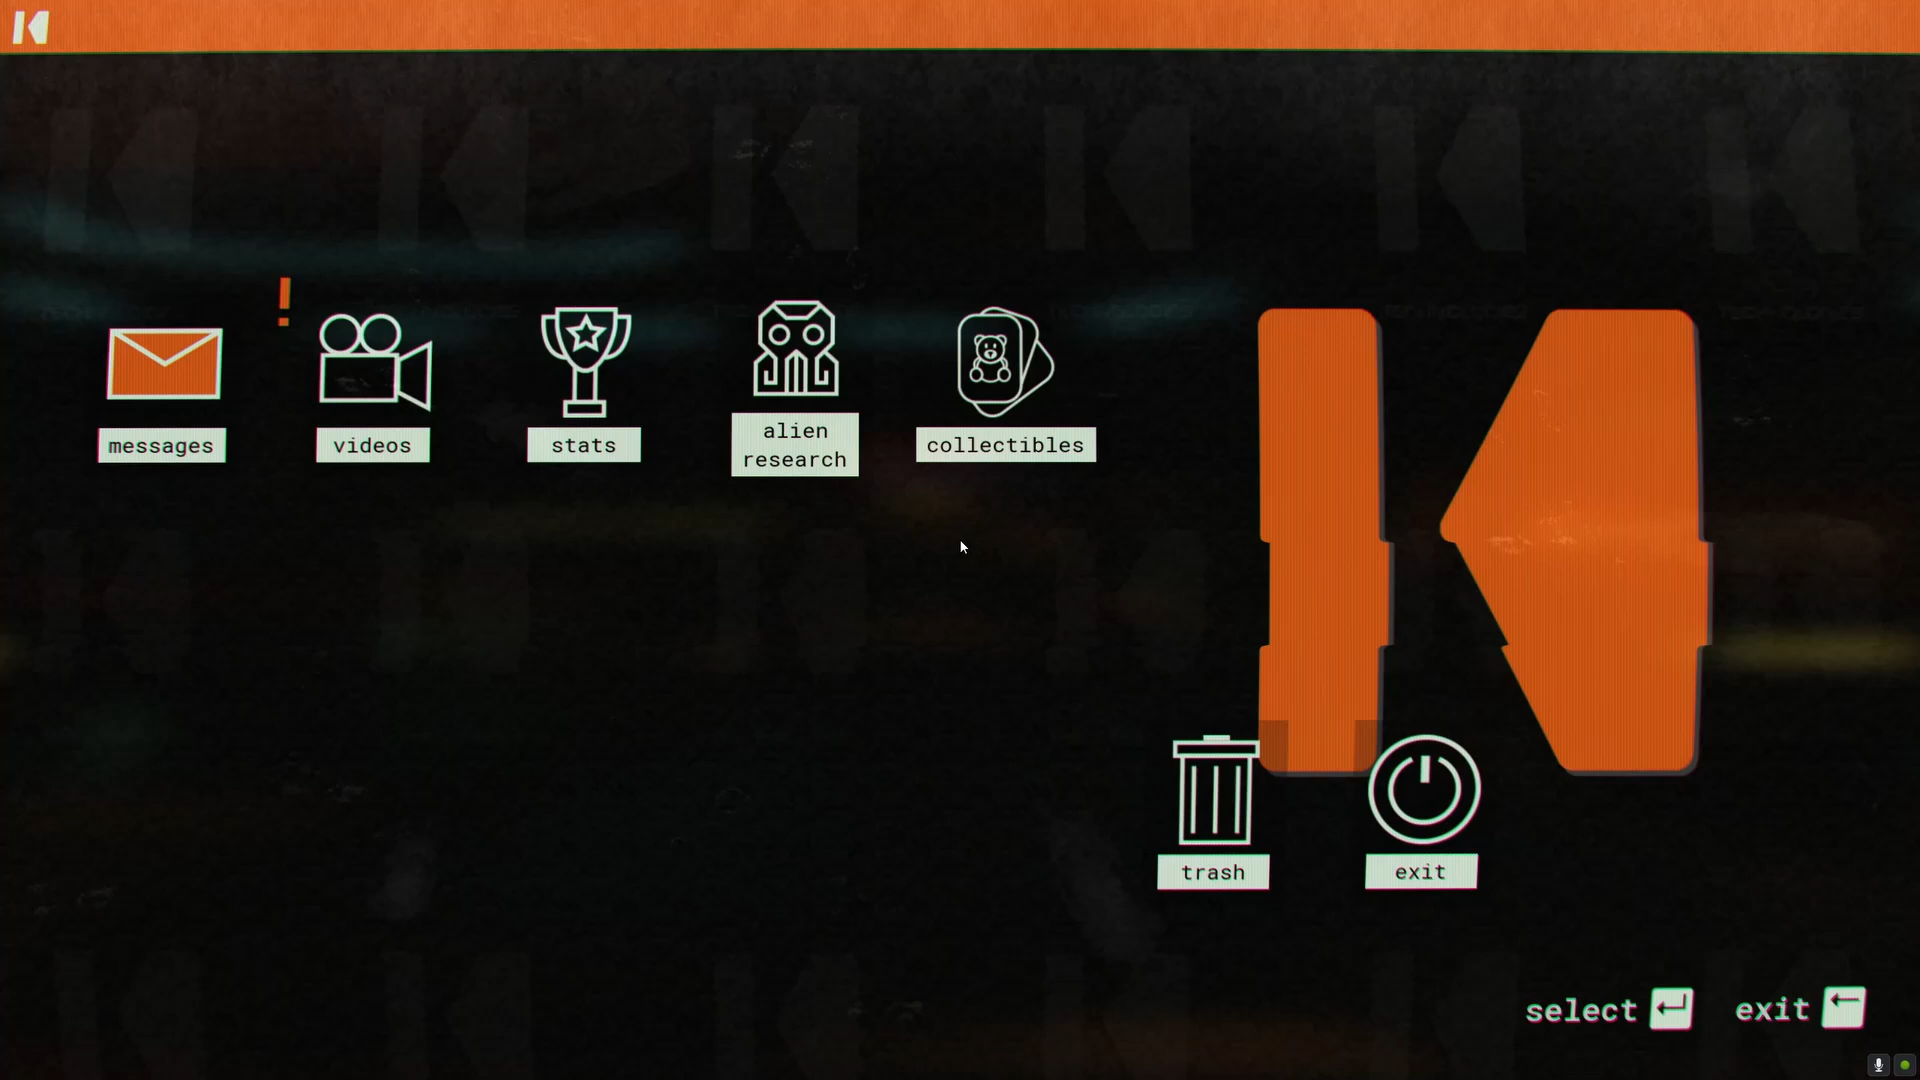 !
messages
videos
stats
alien
research
collectibles
trash
exit
select
exit